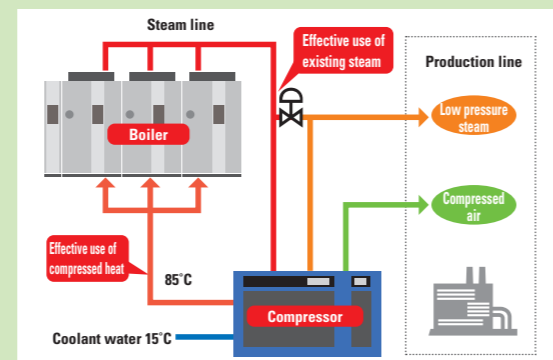 Steam line
Effective use of
existing steam
Production line
Boiler
Low pressure
steam
Compressed
air
Effective use of
compressed heat
85˚C
Compressor
Coolant water 15˚C